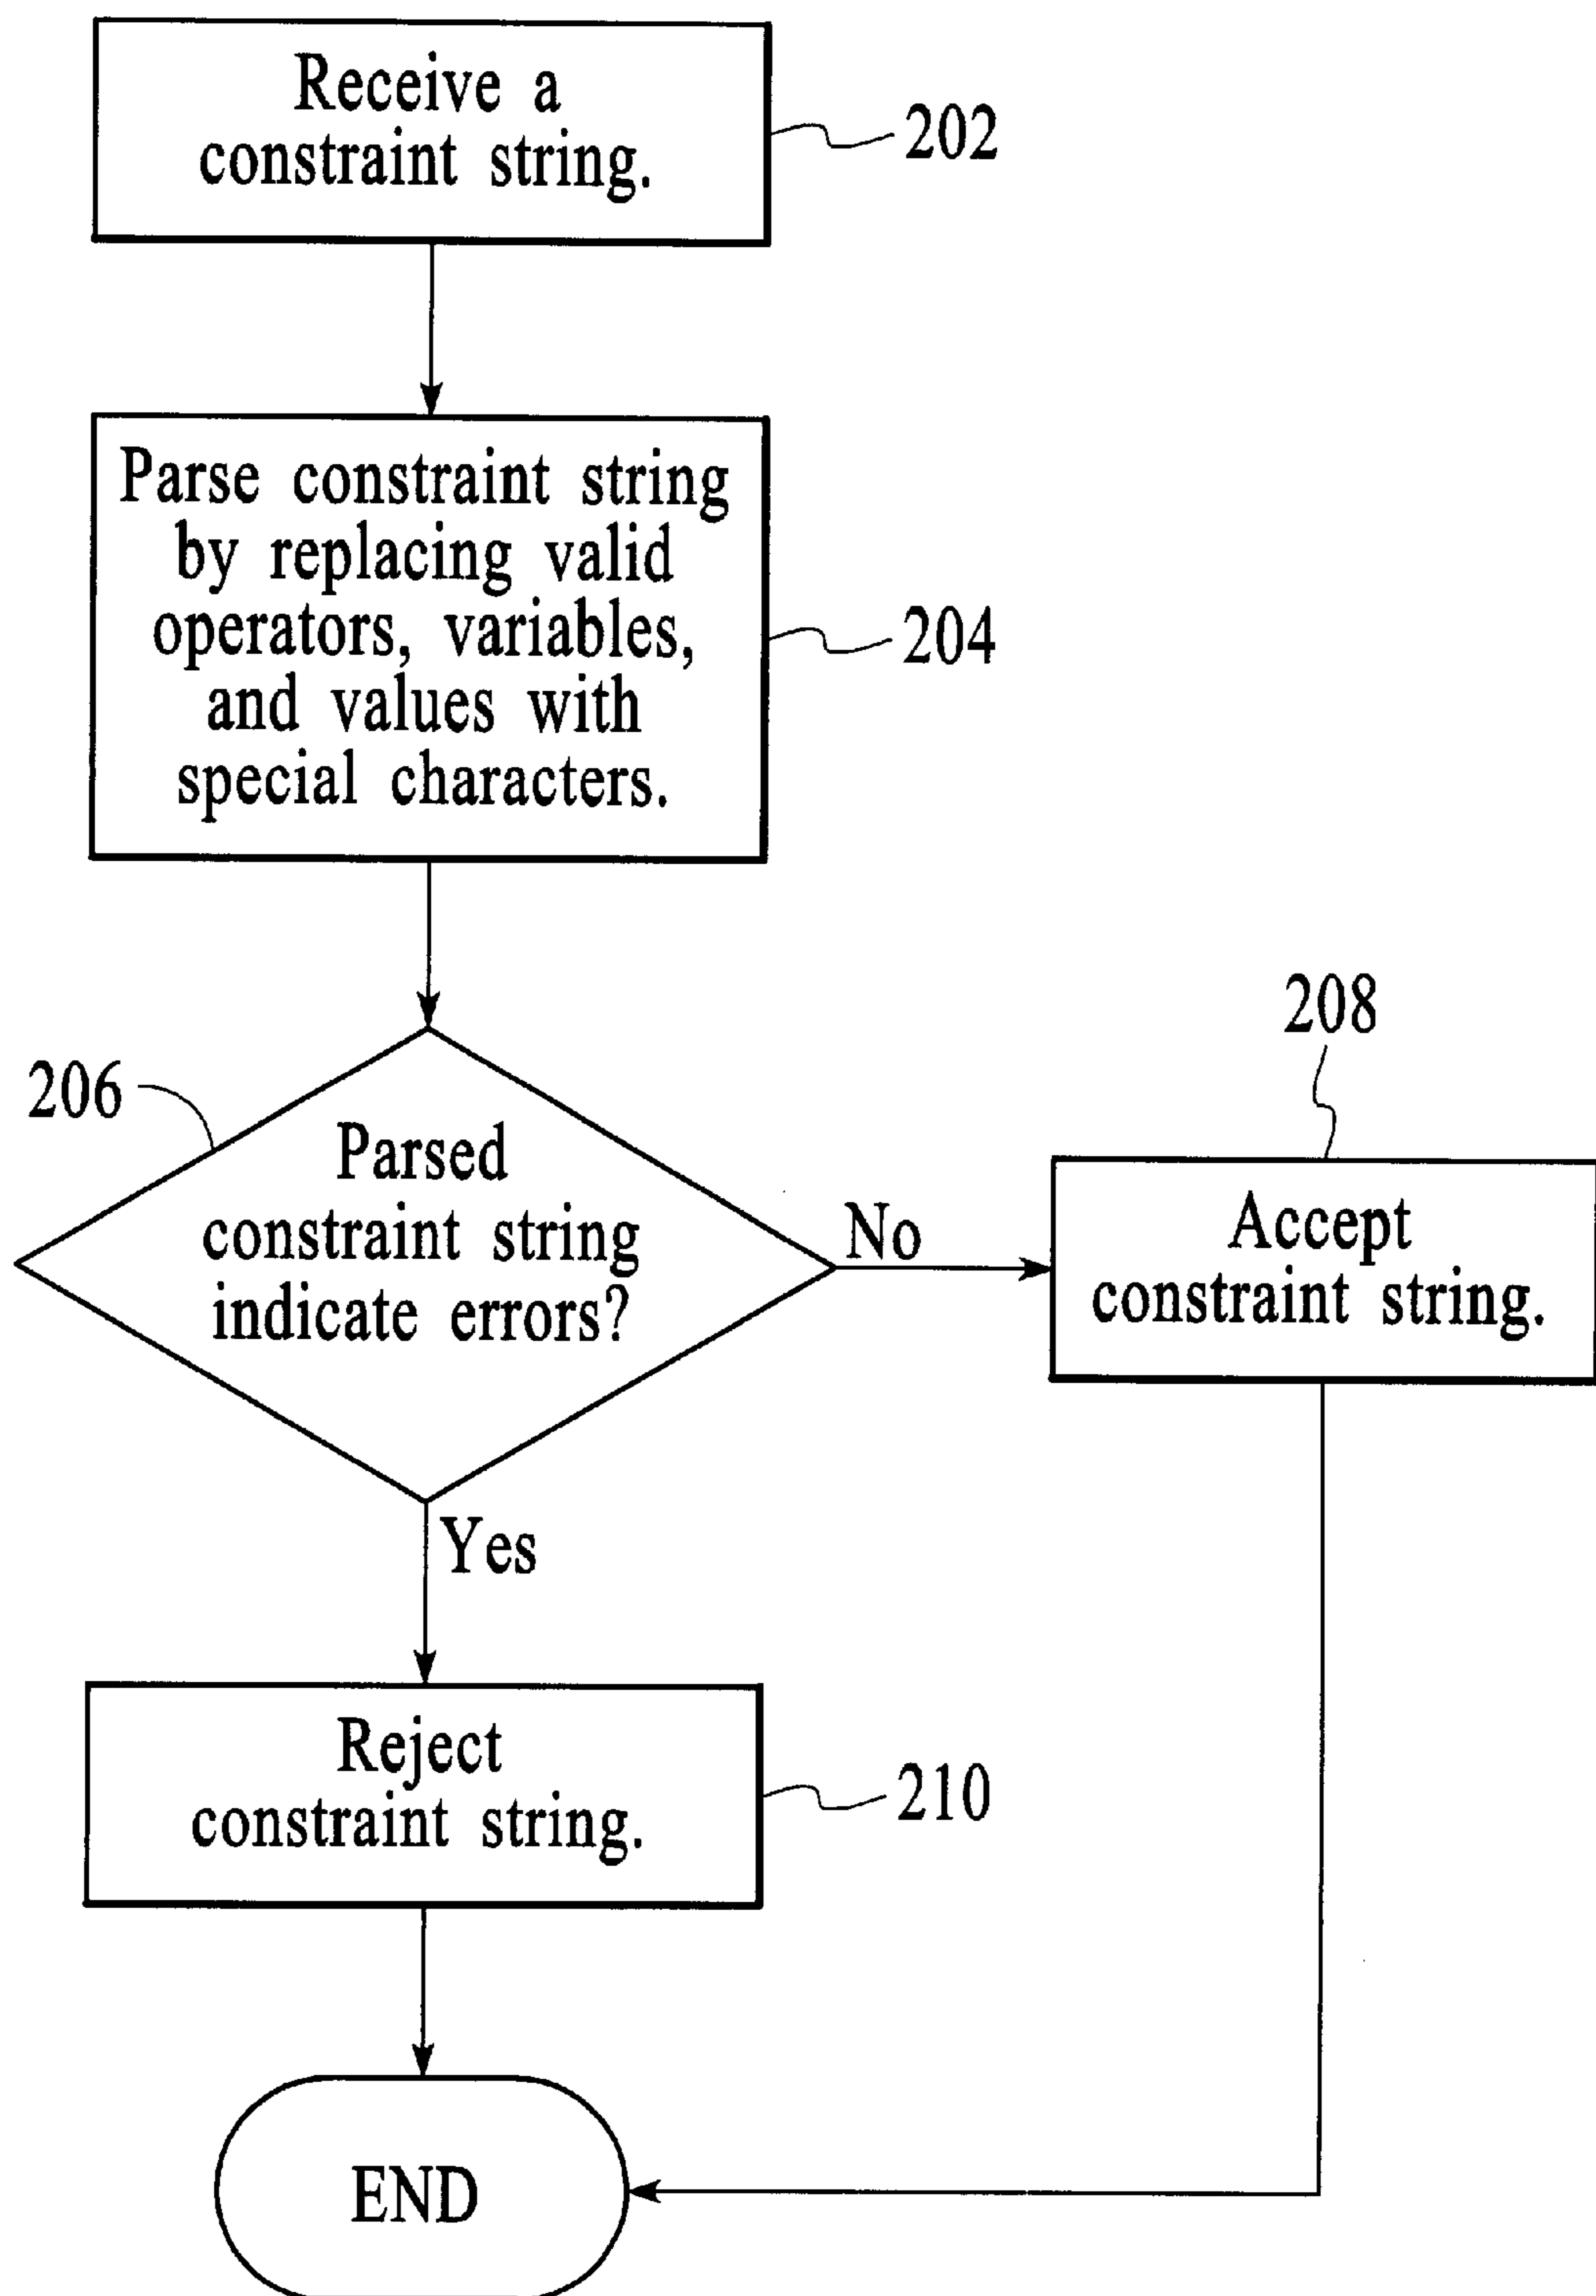 Receive a
constraint string.
202
Parse constraint string
by replacing valid
operators, variables,
and values with
special characters.
204
206
Parsed
constraint string
indicate errors?
No
208
Accept
constraint string.
Yes
Reject
constraint string.
210
END